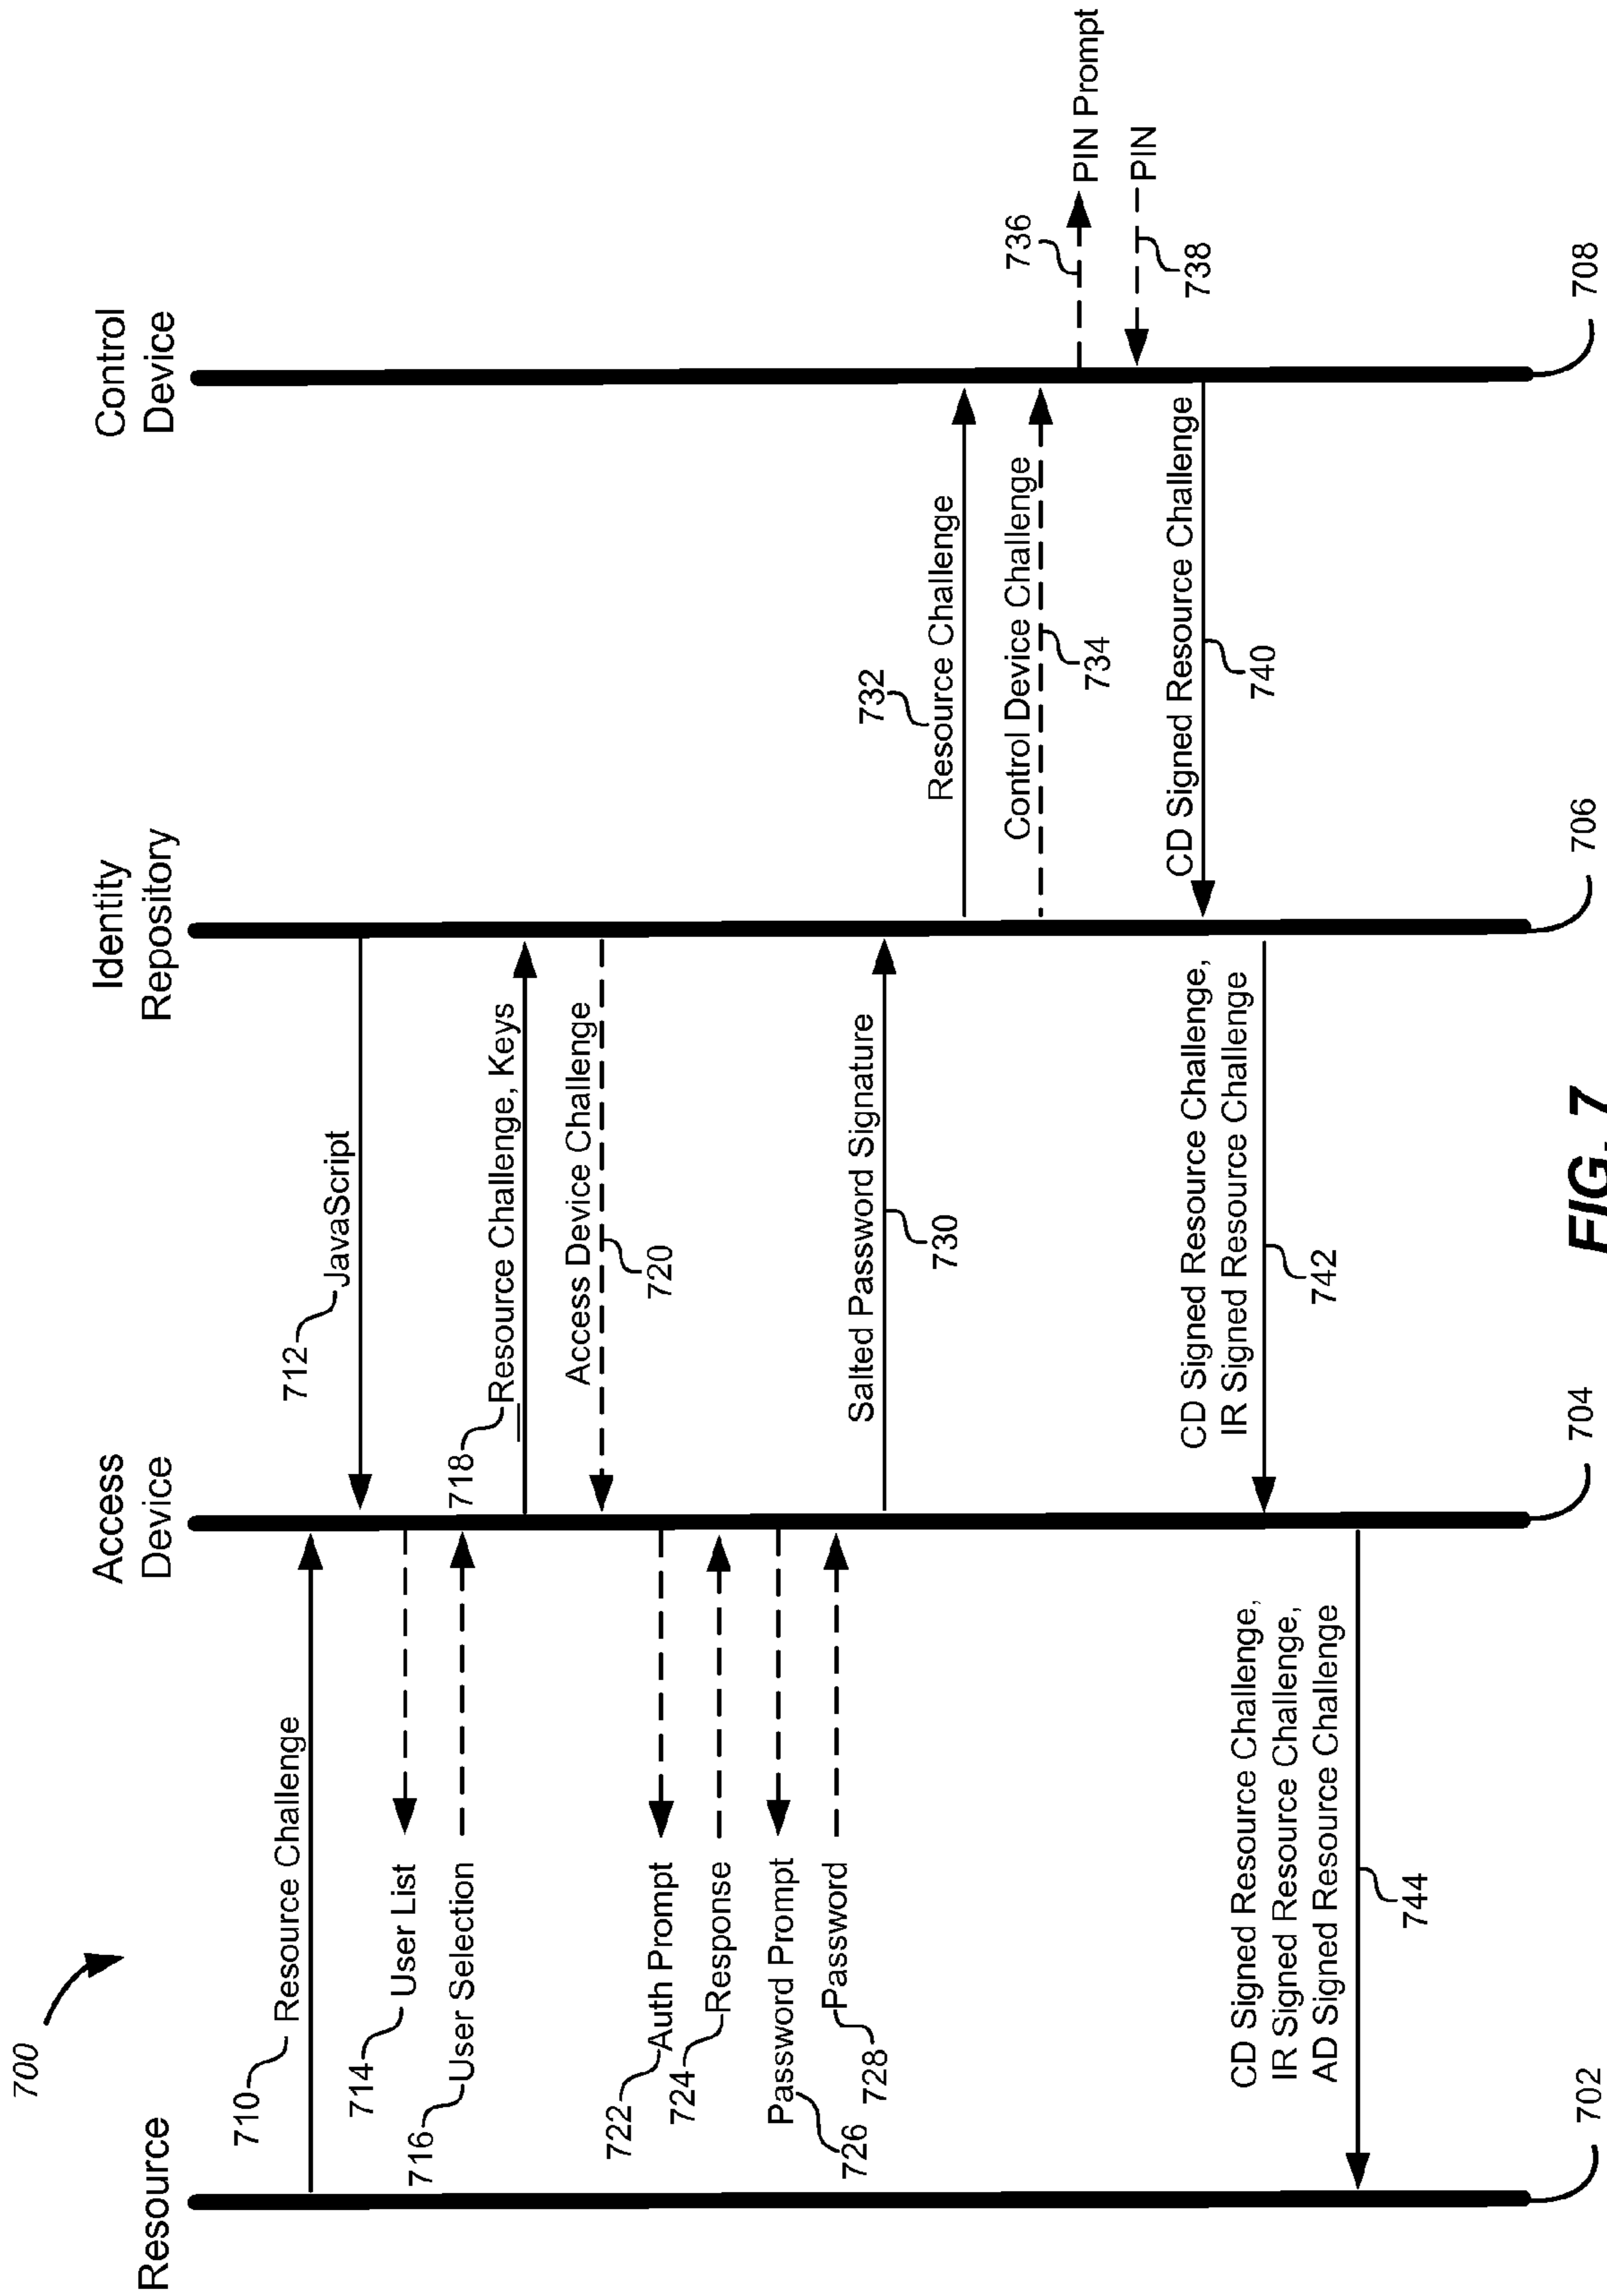 700
Resource
Access
Device
Identity
Repository
Control
Device
710
Resource Challenge
712
JavaScript
714
User List
716
User Selection
718
Resource Challenge, Keys
Access Device Challenge
720
722
Auth Prompt
724
Response
Password Prompt
726
Password
728
Salted Password Signature
730
732
Resource Challenge
Control Device Challenge
734
736
PIN Prompt
PIN
738
CD Signed Resource Challenge
740
CD Signed Resource Challenge,
IR Signed Resource Challenge
742
CD Signed Resource Challenge,
IR Signed Resource Challenge,
AD Signed Resource Challenge
744
702
704
706
708
FIG. 7